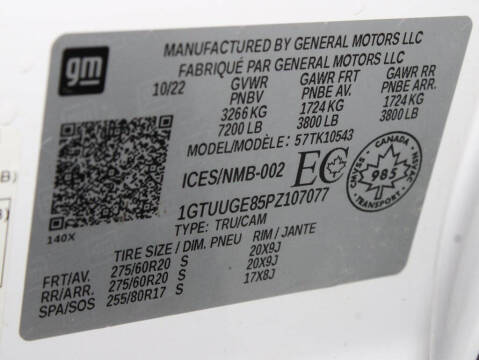 gm
MANUFACTURED BY GENERAL MOTORS LLC
FABRIQUÉ PAR GENERAL MOTORS LLC
10/22 GVWR GAWR FRT GAWR RR
PNBV PNBE AV. PNBE ARR.
3266 KG 1724 KG 1724 KG
7200 LB 3800 LB 3800 LB
MODEL/MODÈLE: 57TK10543
ICES/NMB-002 EC
CANADA
985
CMVSS NSVAC
1GTUUGE85PZ107077
TYPE: TRU/CAM
140X
TIRE SIZE / DIM. PNEU RIM / JANTE
FRT/AV. 275/60R20 S 20X9J
RR/ARR. 275/60R20 S 20X9J
SPA/SOS 255/80R17 S 17X8J
B)